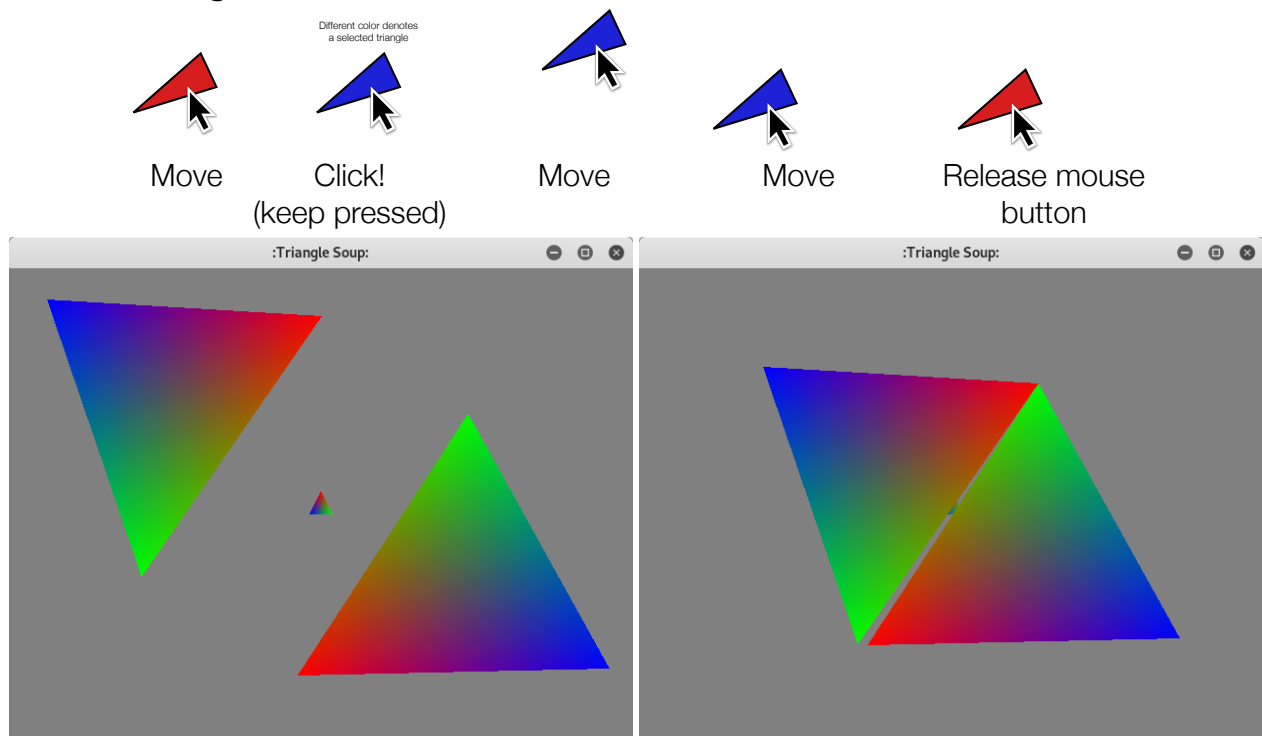 Different color denotes
a selected triangle
Move
Click!
(keep pressed)
Move
Move
Release mouse
button
:Triangle Soup:
:Triangle Soup: